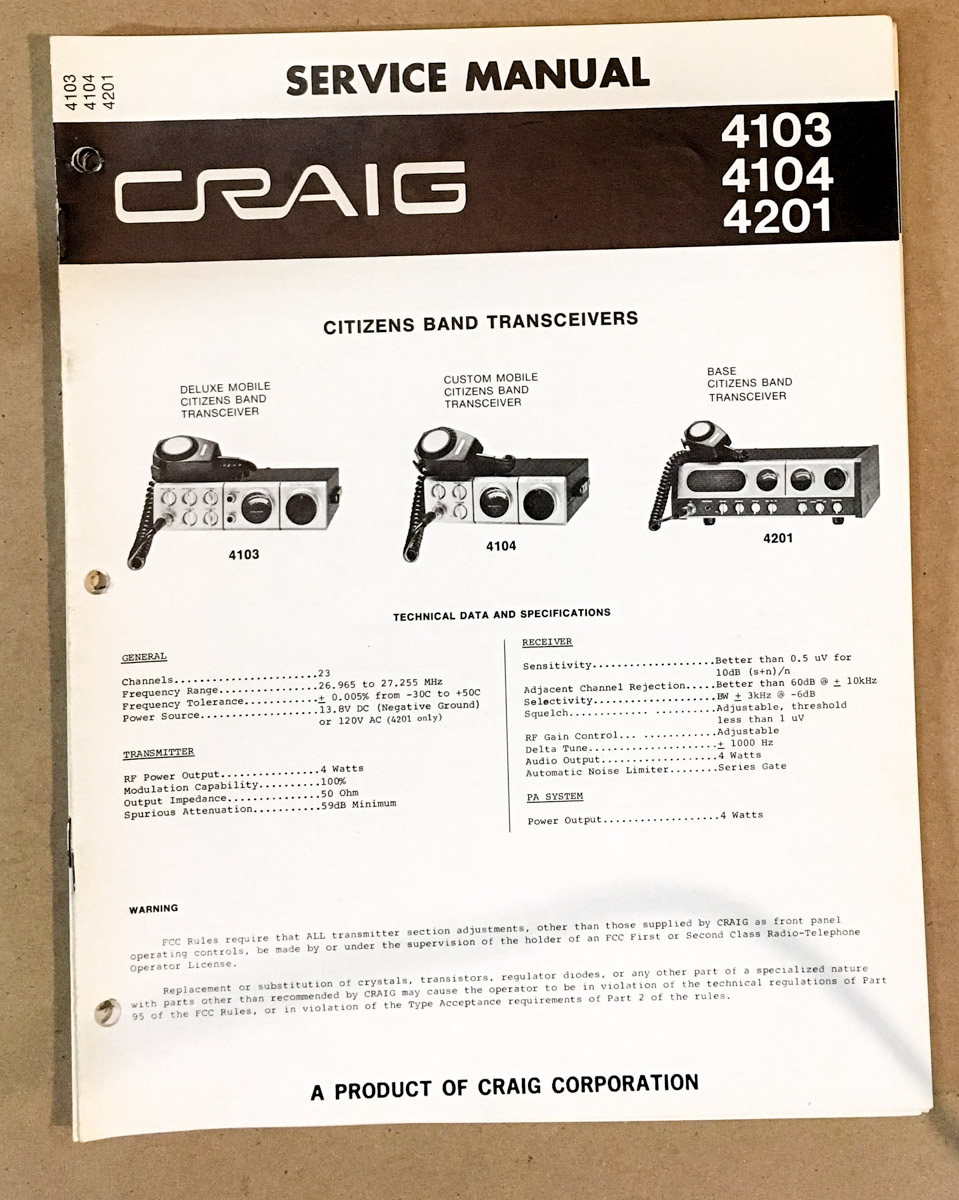 4103
4104
4201
SERVICE MANUAL
CRAIG
4103
4104
4201
CITIZENS BAND TRANSCEIVERS
DELUXE MOBILE
CITIZENS BAND
TRANSCEIVER
4103
CUSTOM MOBILE
CITIZENS BAND
TRANSCEIVER
4104
BASE
CITIZENS BAND
TRANSCEIVER
4201
TECHNICAL DATA AND SPECIFICATIONS
GENERAL
Channels.......................23
Frequency Range................26.965 to 27.255 MHz
Frequency Tolerance............± 0.005% from -30C to +50C
Power Source...................13.8V DC (Negative Ground)
or 120V AC (4201 only)
TRANSMITTER
RF Power Output................4 Watts
Modulation Capability..........100%
Output Impedance...............50 Ohm
Spurious Attenuation...........59dB Minimum
RECEIVER
Sensitivity....................Better than 0.5 uV for
10dB (s+n)/n
Adjacent Channel Rejection.....Better than 60dB @ ± 10kHz
Selectivity....................BW ± 3kHz @ -6dB
Squelch.............. ..........Adjustable, threshold
less than 1 uV
RF Gain Control... ............Adjustable
Delta Tune.....................± 1000 Hz
Audio Output...................4 Watts
Automatic Noise Limiter........Series Gate
PA SYSTEM
Power Output...................4 Watts
WARNING
FCC Rules require that ALL transmitter section adjustments, other than those supplied by CRAIG as front panel
operating controls, be made by or under the supervision of the holder of an FCC First or Second Class Radio-Telephone
Operator License.
Replacement or substitution of crystals, transistors, regulator diodes, or any other part of a specialized nature
with parts other than recommended by CRAIG may cause the operator to be in violation of the technical regulations of Part
95 of the FCC Rules, or in violation of the Type Acceptance requirements of Part 2 of the rules.
A PRODUCT OF CRAIG CORPORATION